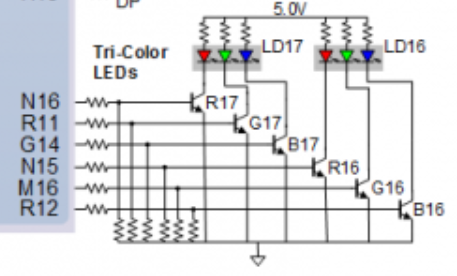 DP
5.0V
Tri-Color
LEDs
LD17
LD16
N16
R17
R11
G17
G14
B17
N15
R16
M16
G16
R12
B16